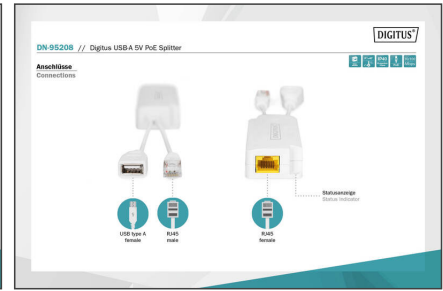 DIGITUS®
DN-95208 // Digitus USB-A 5V PoE Splitter
Anschlüsse
Connections
Statusanzeige
Status indicator
USB type A
female
RJ45
male
RJ45
female